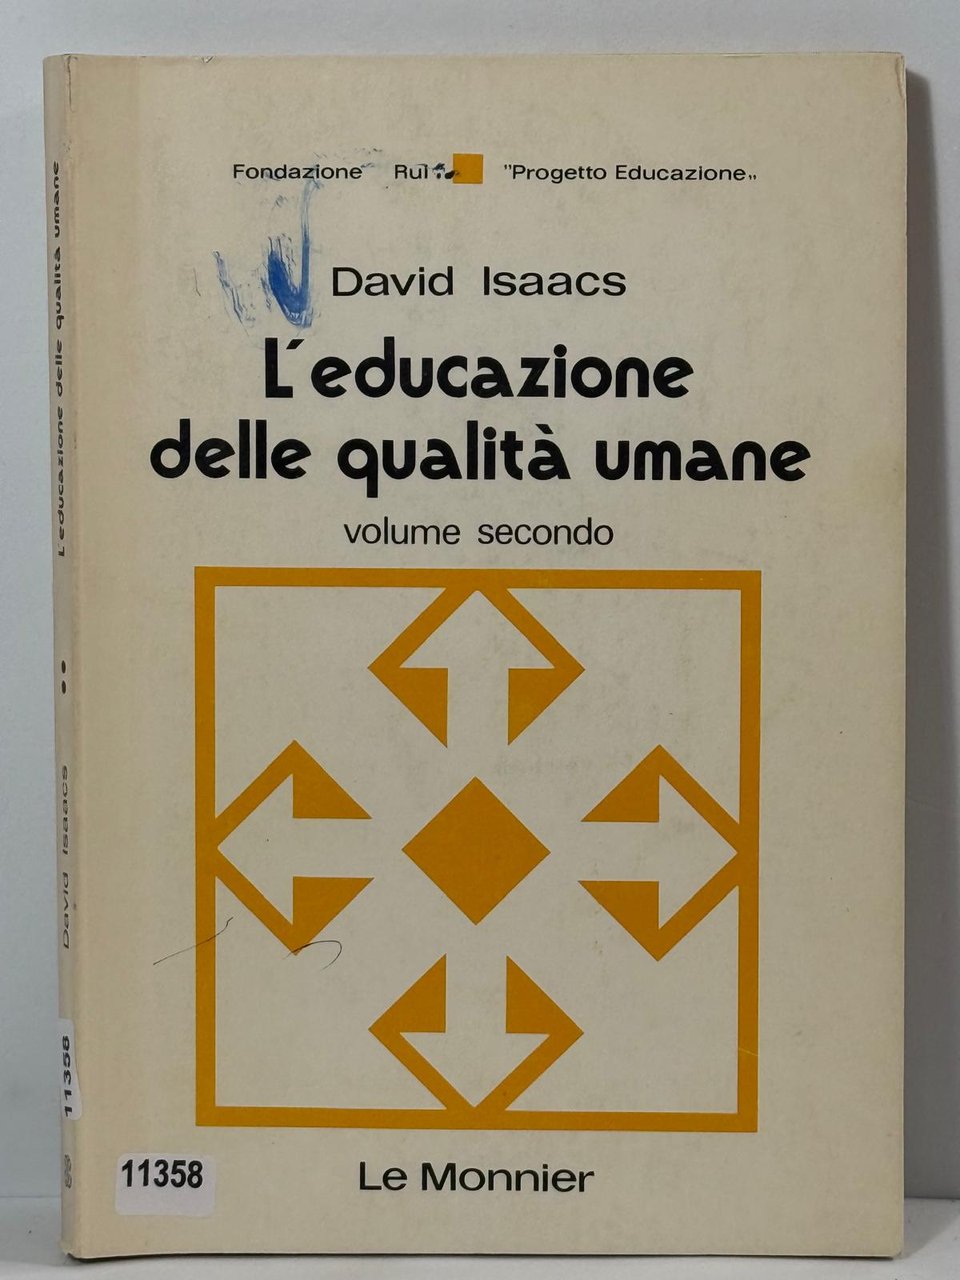 Fondazione "Progetto Educazione"
David Isaacs
L'educazione
delle qualità umane
volume secondo
Le Monnier
11358
L'educazione delle qualità umane
David Isaacs
11358